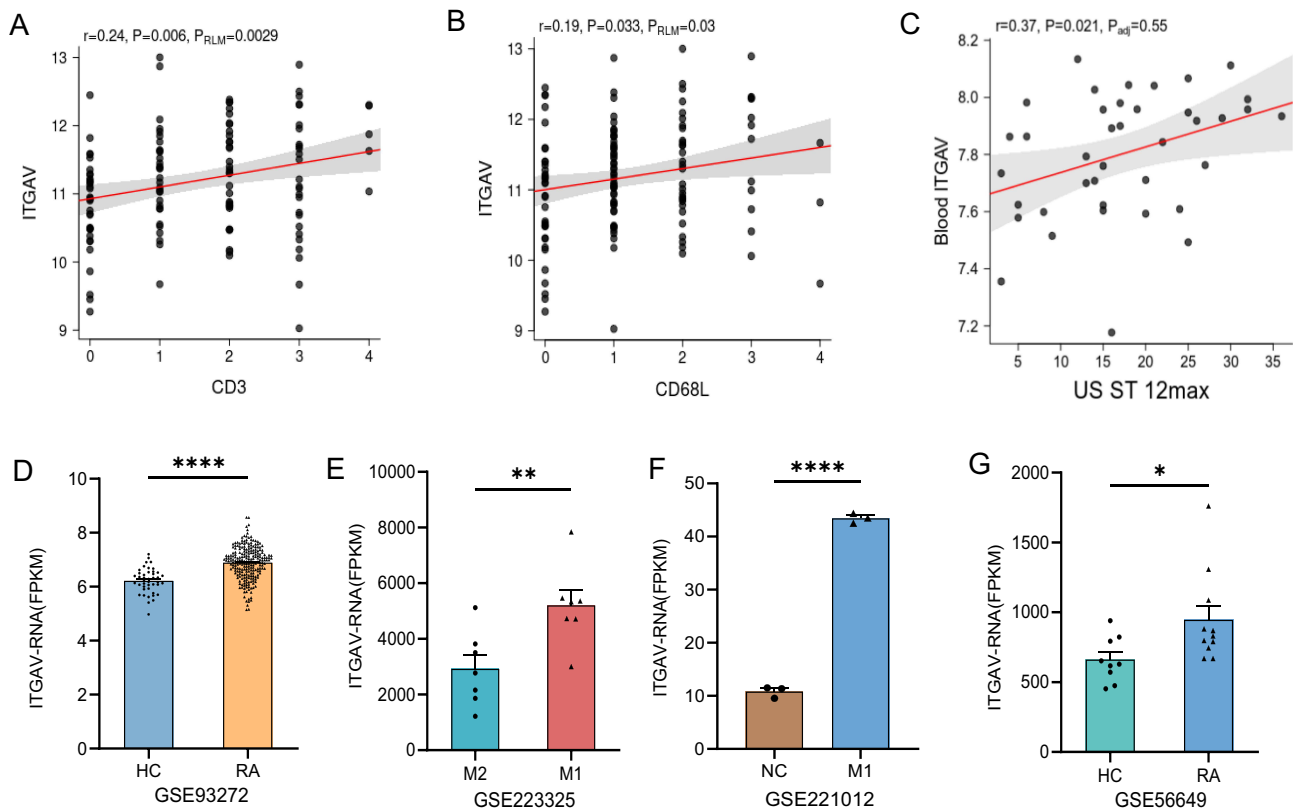 A
r=0.24, P=0.006, P_RLM=0.0029
13
12
11
10
9
ITGAV
0 1 2 3 4
CD3
B
r=0.19, P=0.033, P_RLM=0.03
13
12
11
10
9
ITGAV
0 1 2 3 4
CD68L
C
r=0.37, P=0.021, P_adj=0.55
8.2
8.0
7.8
7.6
7.4
7.2
Blood ITGAV
5 10 15 20 25 30 35
US ST 12max
D
****
10
8
6
4
2
0
ITGAV-RNA(FPKM)
HC RA
GSE93272
E
**
10000
8000
6000
4000
2000
0
ITGAV-RNA(FPKM)
M2 M1
GSE223325
F
****
50
40
30
20
10
0
ITGAV-RNA(FPKM)
NC M1
GSE221012
G
*
2000
1500
1000
500
0
ITGAV-RNA(FPKM)
HC RA
GSE56649